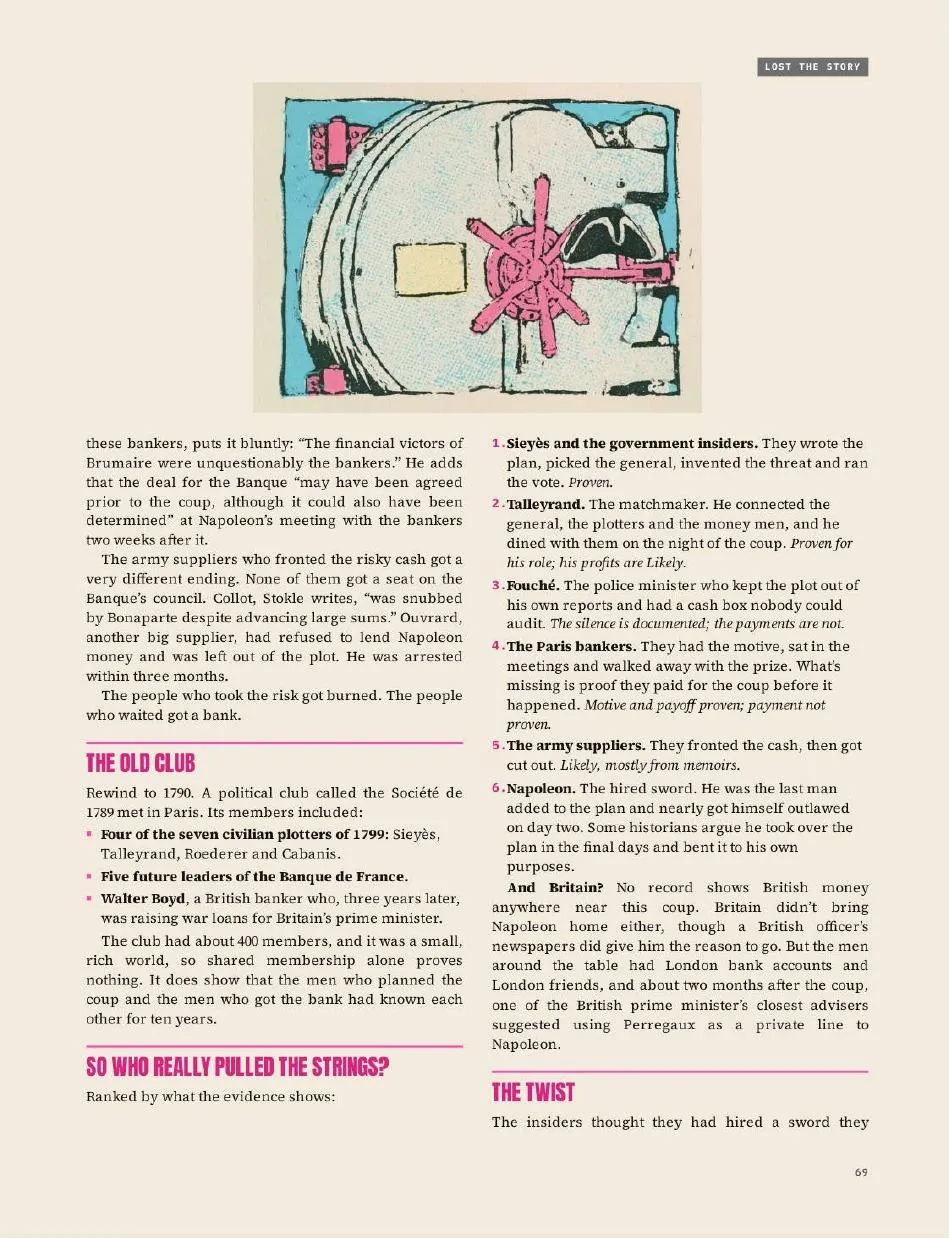 LOST THE STORY
these bankers, puts it bluntly: “The financial victors of
Brumaire were unquestionably the bankers.” He adds
that the deal for the Banque “may have been agreed
prior to the coup, although it could also have been
determined” at Napoleon’s meeting with the bankers
two weeks after it.
The army suppliers who fronted the risky cash got a
very different ending. None of them got a seat on the
Banque’s council. Collot, Stokle writes, “was snubbed
by Bonaparte despite advancing large sums.” Ouvrard,
another big supplier, had refused to lend Napoleon
money and was left out of the plot. He was arrested
within three months.
The people who took the risk got burned. The people
who waited got a bank.
THE OLD CLUB
Rewind to 1790. A political club called the Société de
1789 met in Paris. Its members included:
▪ Four of the seven civilian plotters of 1799: Sieyès,
Talleyrand, Roederer and Cabanis.
▪ Five future leaders of the Banque de France.
▪ Walter Boyd, a British banker who, three years later,
was raising war loans for Britain’s prime minister.
The club had about 400 members, and it was a small,
rich world, so shared membership alone proves
nothing. It does show that the men who planned the
coup and the men who got the bank had known each
other for ten years.
SO WHO REALLY PULLED THE STRINGS?
Ranked by what the evidence shows:
1. Sieyès and the government insiders. They wrote the
plan, picked the general, invented the threat and ran
the vote. Proven.
2. Talleyrand. The matchmaker. He connected the
general, the plotters and the money men, and he
dined with them on the night of the coup. Proven for
his role; his profits are Likely.
3. Fouché. The police minister who kept the plot out of
his own reports and had a cash box nobody could
audit. The silence is documented; the payments are not.
4. The Paris bankers. They had the motive, sat in the
meetings and walked away with the prize. What’s
missing is proof they paid for the coup before it
happened. Motive and payoff proven; payment not
proven.
5. The army suppliers. They fronted the cash, then got
cut out. Likely, mostly from memoirs.
6. Napoleon. The hired sword. He was the last man
added to the plan and nearly got himself outlawed
on day two. Some historians argue he took over the
plan in the final days and bent it to his own
purposes.
And Britain? No record shows British money
anywhere near this coup. Britain didn’t bring
Napoleon home either, though a British officer’s
newspapers did give him the reason to go. But the men
around the table had London bank accounts and
London friends, and about two months after the coup,
one of the British prime minister’s closest advisers
suggested using Perregaux as a private line to
Napoleon.
THE TWIST
The insiders thought they had hired a sword they
69